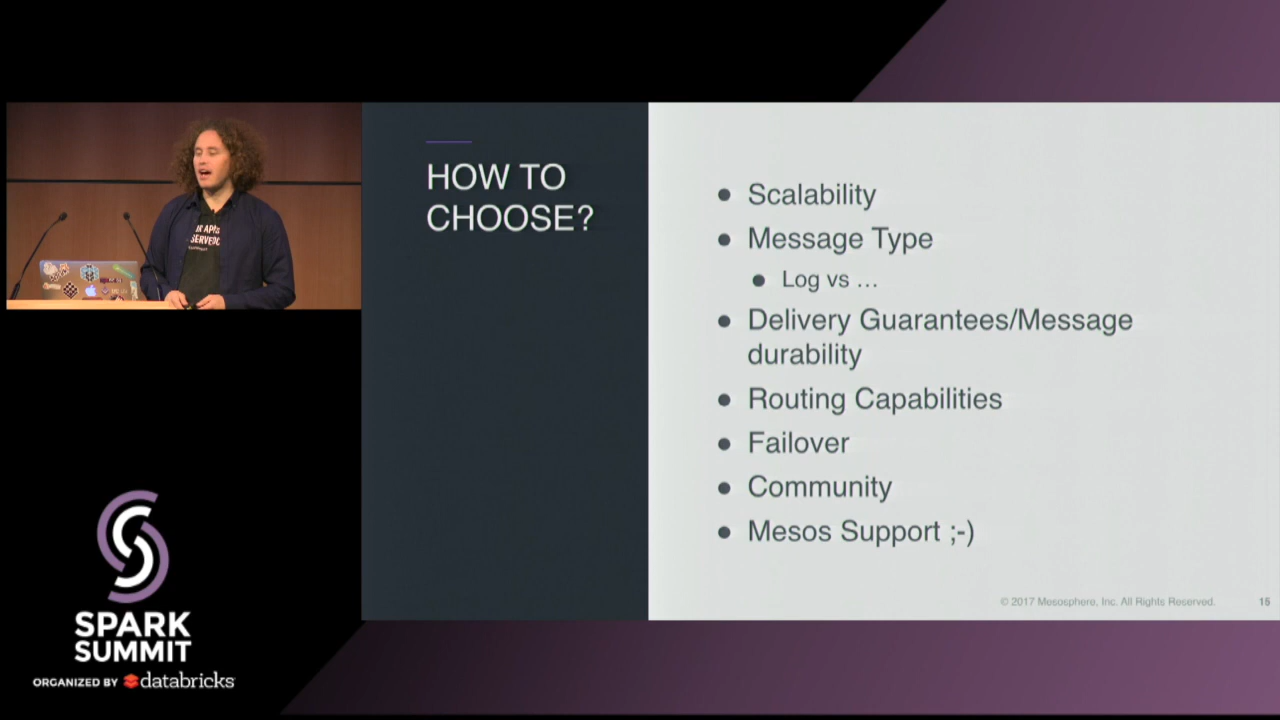 HOW TO
CHOOSE?
Scalability
Message Type
Log vs ...
Delivery Guarantees/Message
durability
Routing Capabilities
Failover
Community
Mesos Support ;-)
© 2017 Mesosphere, Inc. All Rights Reserved.
15
SPARK
SUMMIT
ORGANIZED BY databricks